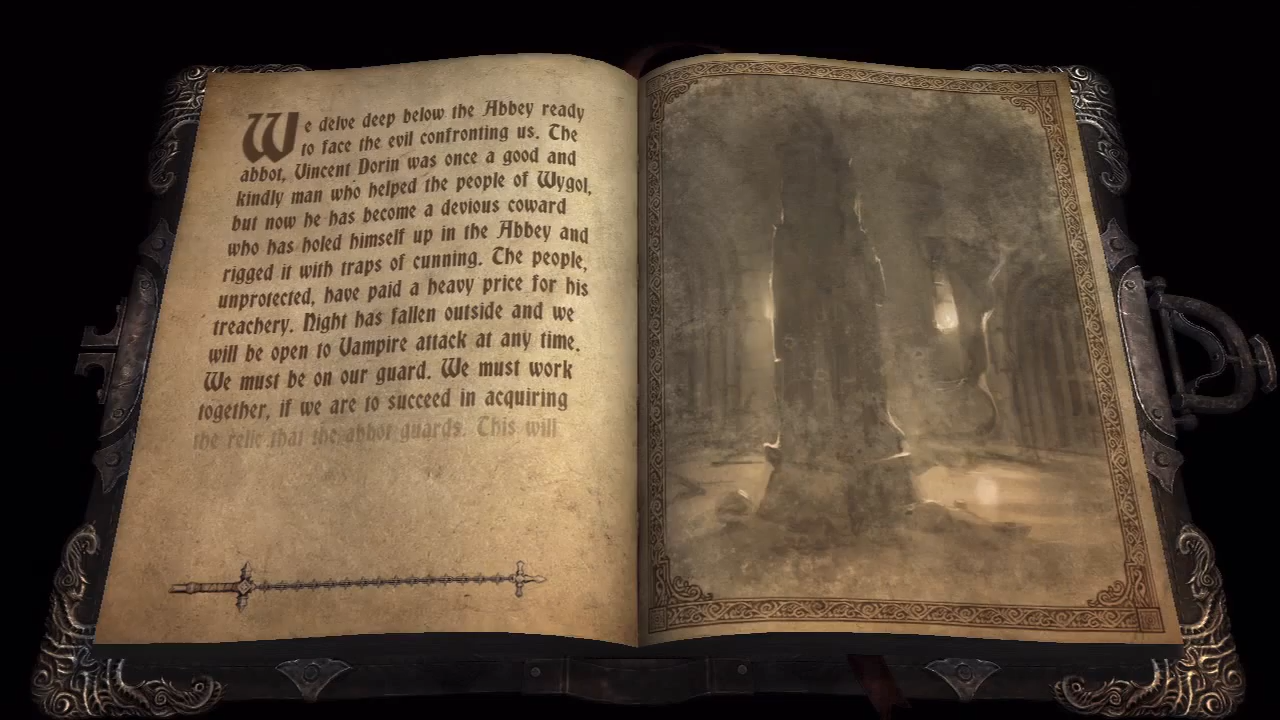 We delve deep below the Abbey ready
to face the evil confronting us. The
abbot, Vincent Dorin was once a good and
kindly man who helped the people of Wygol,
but now he has become a devious coward
who has holed himself up in the Abbey and
rigged it with traps of cunning. The people,
unprotected, have paid a heavy price for his
treachery. Night has fallen outside and we
will be open to Vampire attack at any time.
We must be on our guard. We must work
together, if we are to succeed in acquiring
the relic that the abbot guards. This will